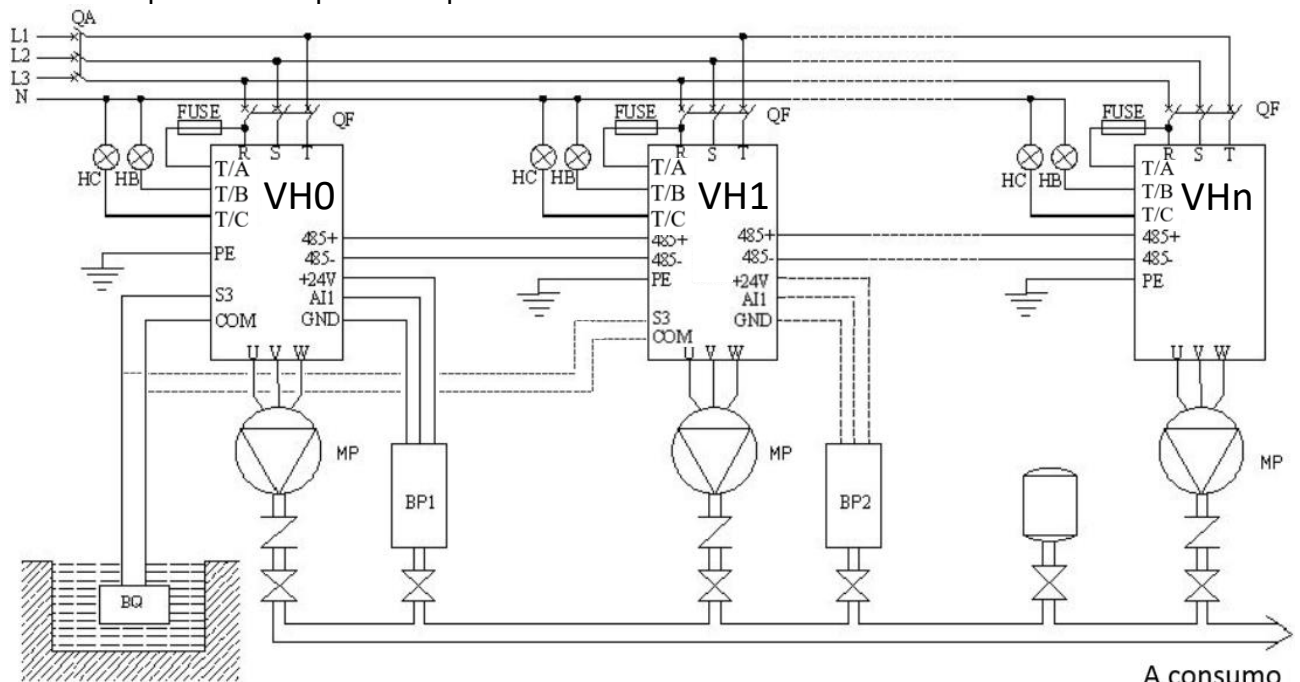 QA
L1
L2
L3
N
FUSE QF FUSE QF FUSE QF
R S T R S T R S T
HC HB T/A HC HB T/A HC HB T/A
T/B T/B T/B
T/C T/C T/C
VH0 VH1 VHn
485+ 485+ 485+ 485+
485- 485- 485- 485-
PE +24V PE +24V PE
S3 AI1 S3 AI1
COM GND COM GND
U V W U V W U V W
MP MP MP
BP1 BP2
BQ
A consumo